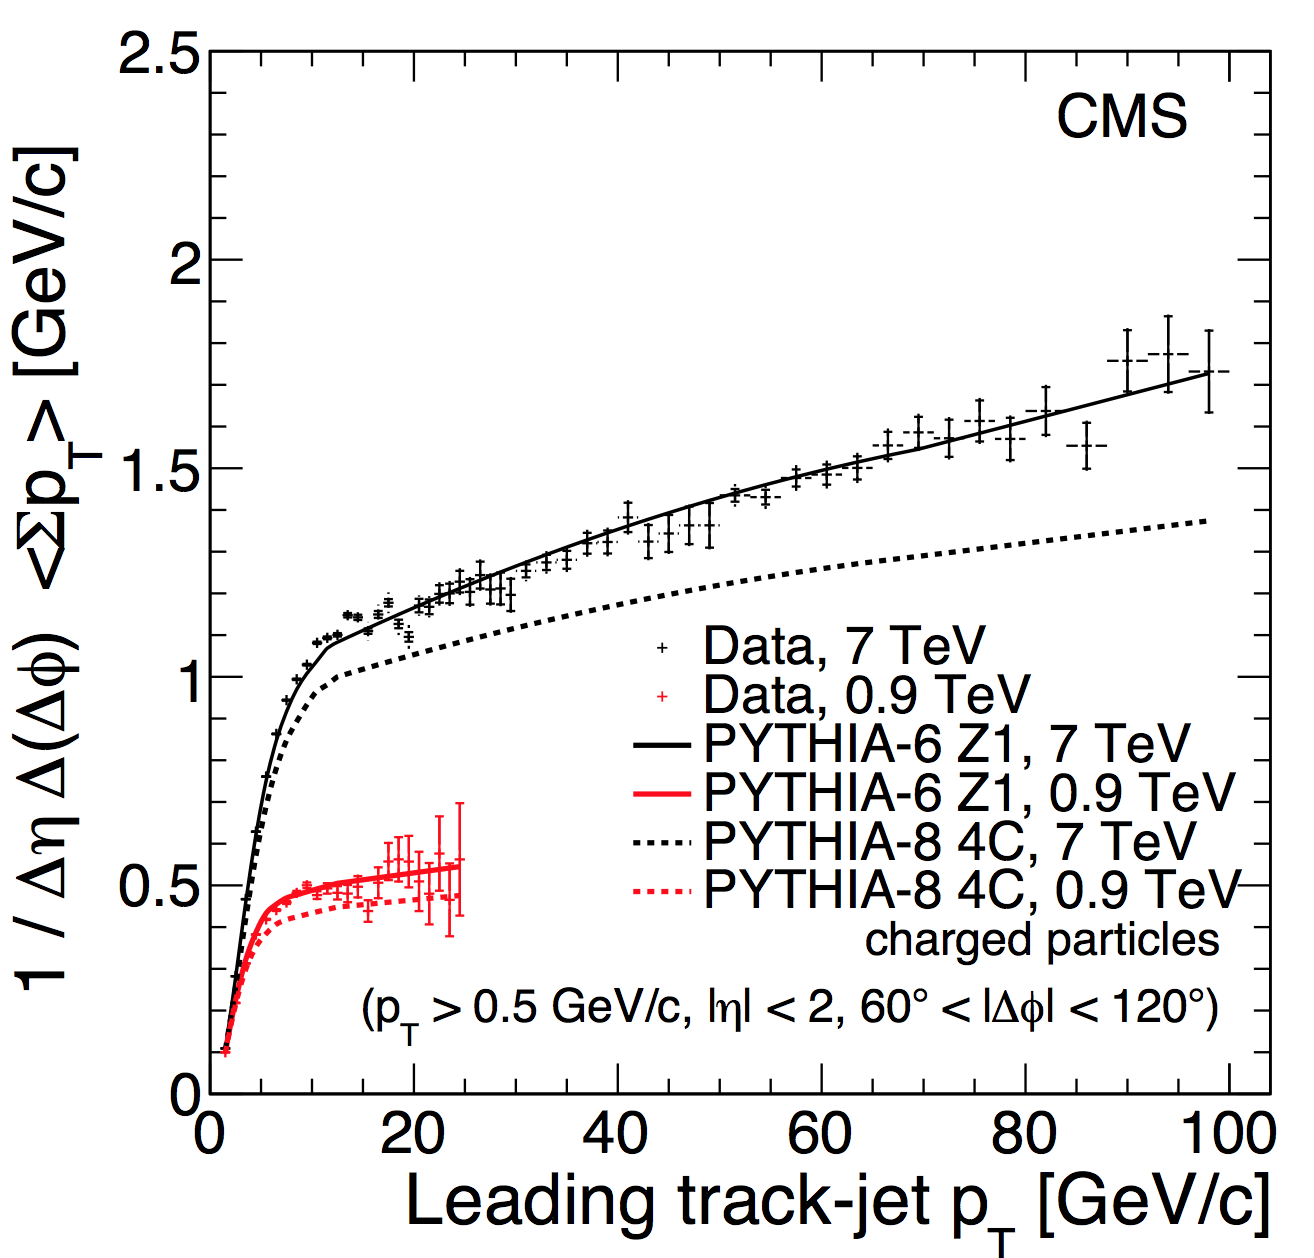 2.5
2
1.5
1
0.5
0
1 / Δη Δ(Δϕ) <Σp_T> [GeV/c]
CMS
Data, 7 TeV
Data, 0.9 TeV
PYTHIA-6 Z1, 7 TeV
PYTHIA-6 Z1, 0.9 TeV
PYTHIA-8 4C, 7 TeV
PYTHIA-8 4C, 0.9 TeV
charged particles
(p_T > 0.5 GeV/c, |η| < 2, 60° < |Δϕ| < 120°)
0 20 40 60 80 100
Leading track-jet p_T [GeV/c]